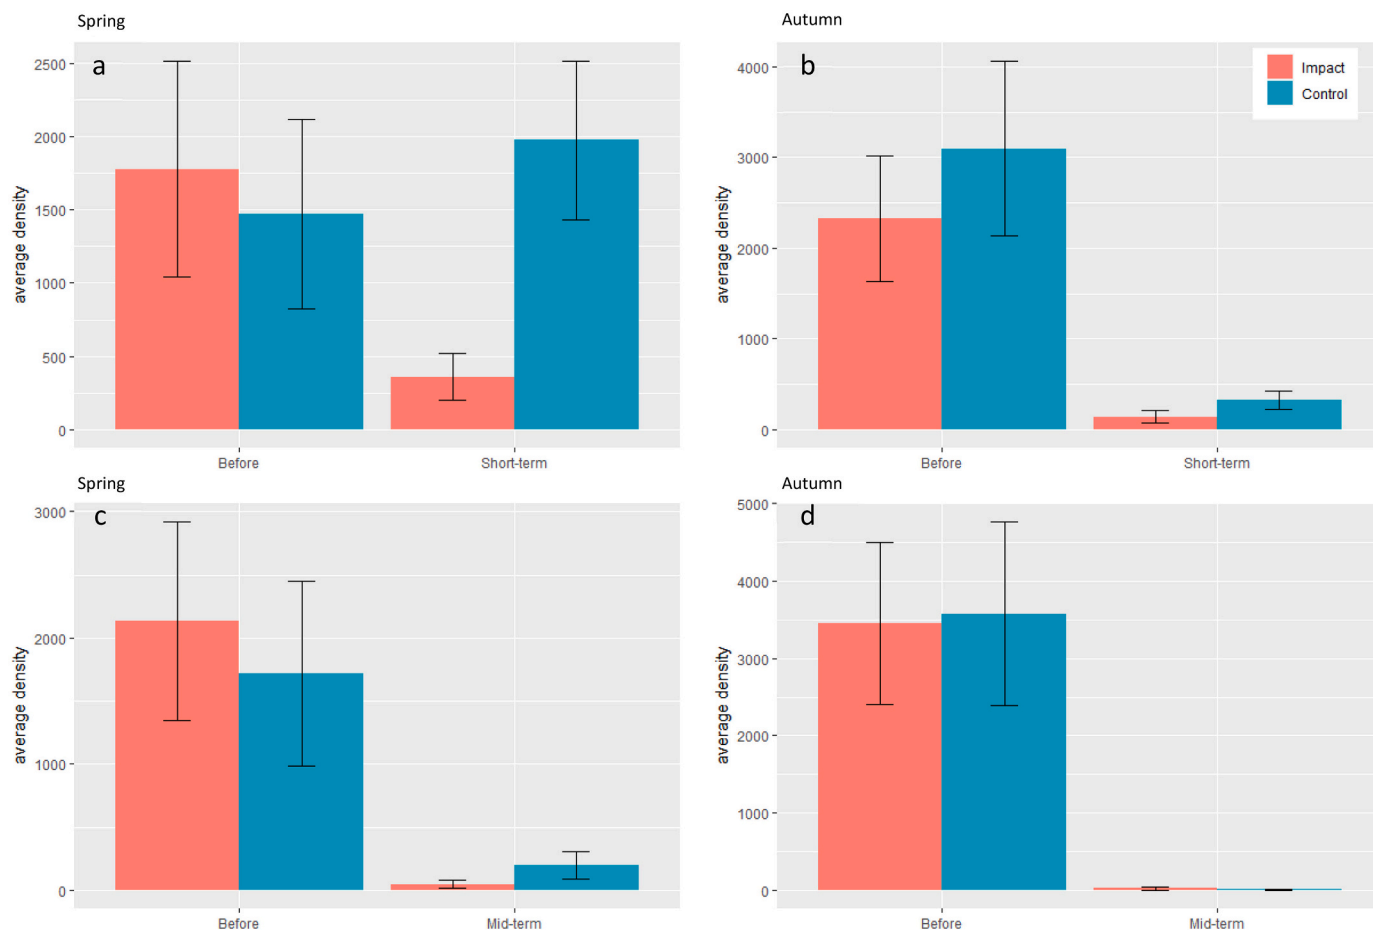 Spring
a
2500
2000
1500
1000
500
0
average density
Before Short-term
Autumn
b
Impact
Control
4000
3000
2000
1000
0
average density
Before Short-term
Spring
c
3000
2000
1000
0
average density
Before Mid-term
Autumn
d
5000
4000
3000
2000
1000
0
average density
Before Mid-term